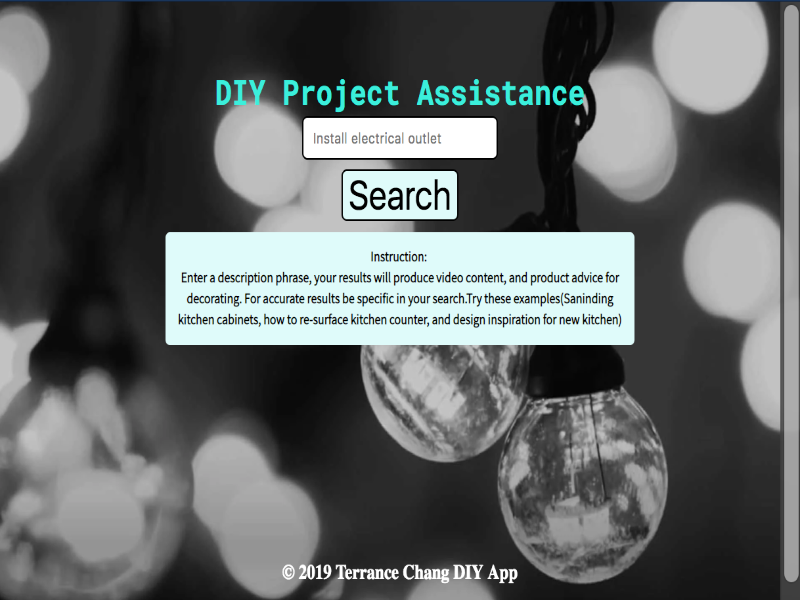 DIY Project Assistance
Install electrical outlet
Search
Instruction:
Enter a description phrase, your results will produce video content, and product advice for
decorating. For accurate results be specific in your search.Try these examples(Saninding
kitchen cabinets, how to re-surface kitchen counter, and design inspiration for new kitchen)
© 2019 Terrance Chang DIY App